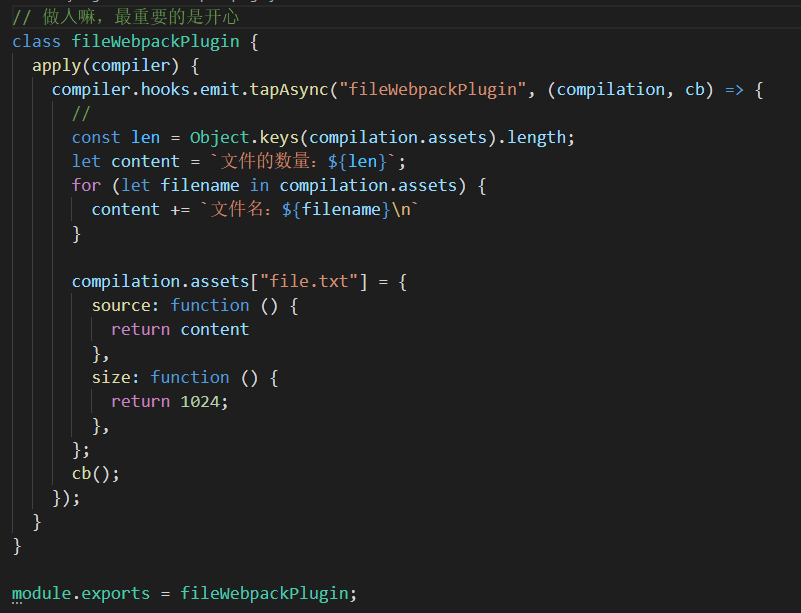 // 做人嘛，最重要的是开心
class fileWebpackPlugin {
  apply(compiler) {
    compiler.hooks.emit.tapAsync("fileWebpackPlugin", (compilation, cb) => {
      //
      const len = Object.keys(compilation.assets).length;
      let content = `文件的数量：${len}`;
      for (let filename in compilation.assets) {
        content += `文件名：${filename}\n`
      }

      compilation.assets["file.txt"] = {
        source: function () {
          return content
        },
        size: function () {
          return 1024;
        },
      };
      cb();
    });
  }
}

module.exports = fileWebpackPlugin;